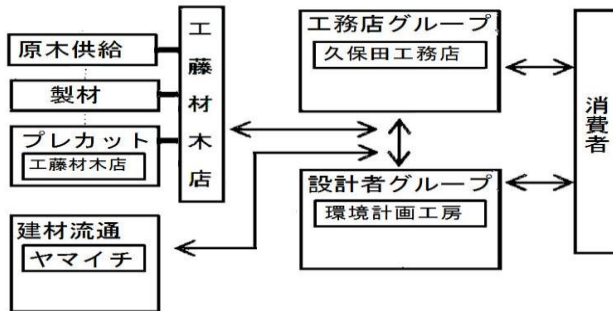 原木供給
製材
プレカット
工藤材木店
工藤材木店
建材流通
ヤマイチ
工務店グループ
久保田工務店
設計者グループ
環境計画工房
消費者